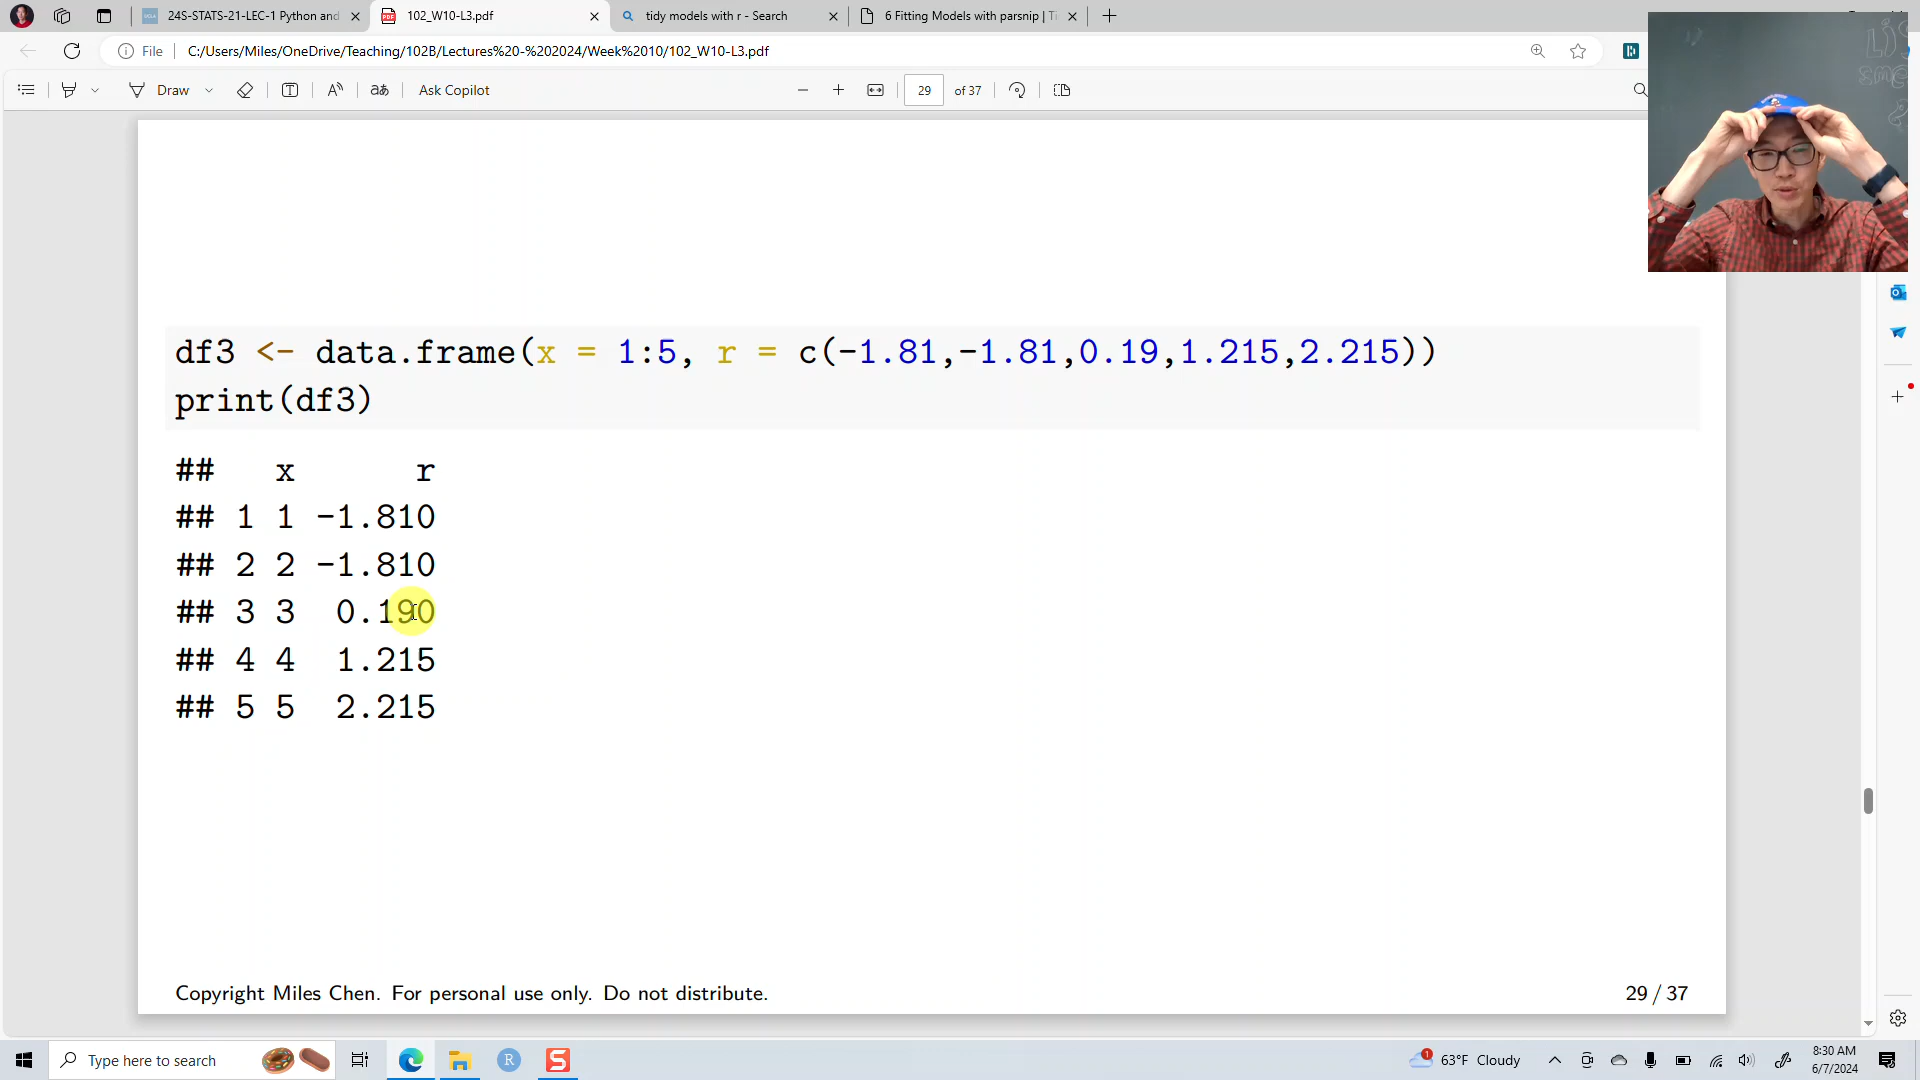 24S-STATS-21-LEC-1 Python and
102_W10-L3.pdf
tidy models with r - Search
6 Fitting Models with parsnip | Ti
File
C:/Users/Miles/OneDrive/Teaching/102B/Lectures%20-%202024/Week%2010/102_W10-L3.pdf
Draw
Ask Copilot
29
of 37
df3 <- data.frame(x = 1:5, r = c(-1.81,-1.81,0.19,1.215,2.215))
print(df3)
## x r
## 1 1 -1.810
## 2 2 -1.810
## 3 3 0.190
## 4 4 1.215
## 5 5 2.215
Copyright Miles Chen. For personal use only. Do not distribute.
29 / 37
Type here to search
63°F Cloudy
8:30 AM
6/7/2024